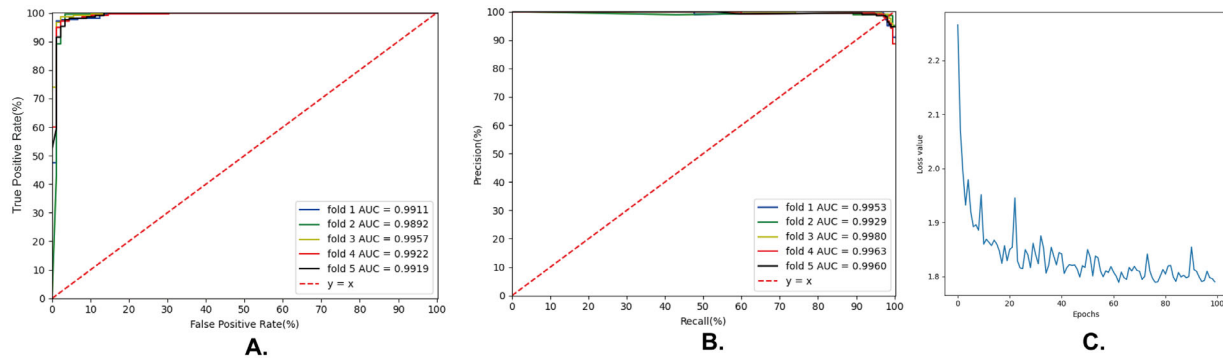 100
90
80
70
60
50
40
30
20
10
0
True Positive Rate(%)
fold 1 AUC = 0.9911
fold 2 AUC = 0.9892
fold 3 AUC = 0.9957
fold 4 AUC = 0.9922
fold 5 AUC = 0.9919
y = x
0 10 20 30 40 50 60 70 80 90 100
False Positive Rate(%)
A.
100
90
80
70
60
50
40
30
20
10
0
Precision(%)
fold 1 AUC = 0.9953
fold 2 AUC = 0.9929
fold 3 AUC = 0.9980
fold 4 AUC = 0.9963
fold 5 AUC = 0.9960
y = x
0 10 20 30 40 50 60 70 80 90 100
Recall(%)
B.
2.2
2.1
2.0
1.9
1.8
Loss value
0 20 40 60 80 100
Epochs
C.